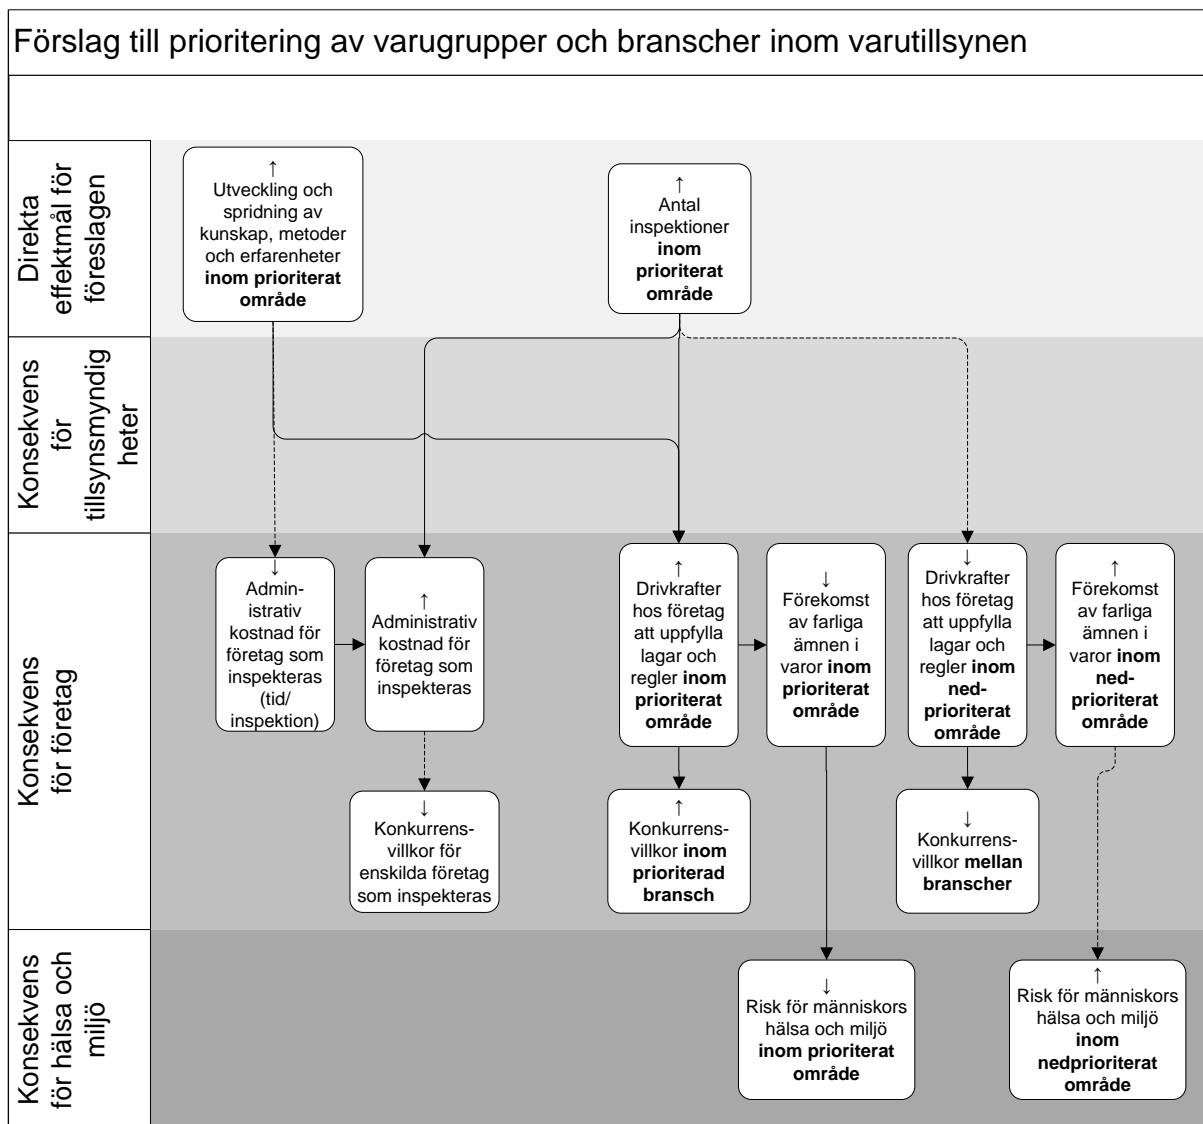 Förslag till prioritering av varugrupper och branscher inom varutillsynen
Direkta
effektmål för
föreslagen
↑
Utveckling och
spridning av
kunskap, metoder
och erfarenheter
inom prioriterat
område
↑
Antal
inspektioner
inom
prioriterat
område
Konsekvens
för
tillsynsmyndig
heter
Konsekvens
för företag
↓
Admin-
istrativ
kostnad för
företag som
inspekteras
(tid/
inspektion)
↑
Administrativ
kostnad för
företag som
inspekteras
↑
Drivkrafter
hos företag
att uppfylla
lagar och
regler inom
prioriterat
område
↓
Förekomst
av farliga
ämnen i
varor inom
prioriterat
område
↓
Drivkrafter
hos företag
att uppfylla
lagar och
regler inom
ned-
prioriterat
område
↑
Förekomst
av farliga
ämnen i
varor inom
ned-
prioriterat
område
↓
Konkurrens-
villkor för
enskilda företag
som inspekteras
↑
Konkurrens-
villkor inom
prioriterad
bransch
↓
Konkurrens-
villkor mellan
branscher
Konsekvens
för hälsa och
miljö
↓
Risk för människors
hälsa och miljö
inom prioriterat
område
↑
Risk för människors
hälsa och miljö
inom
nedprioriterat
område